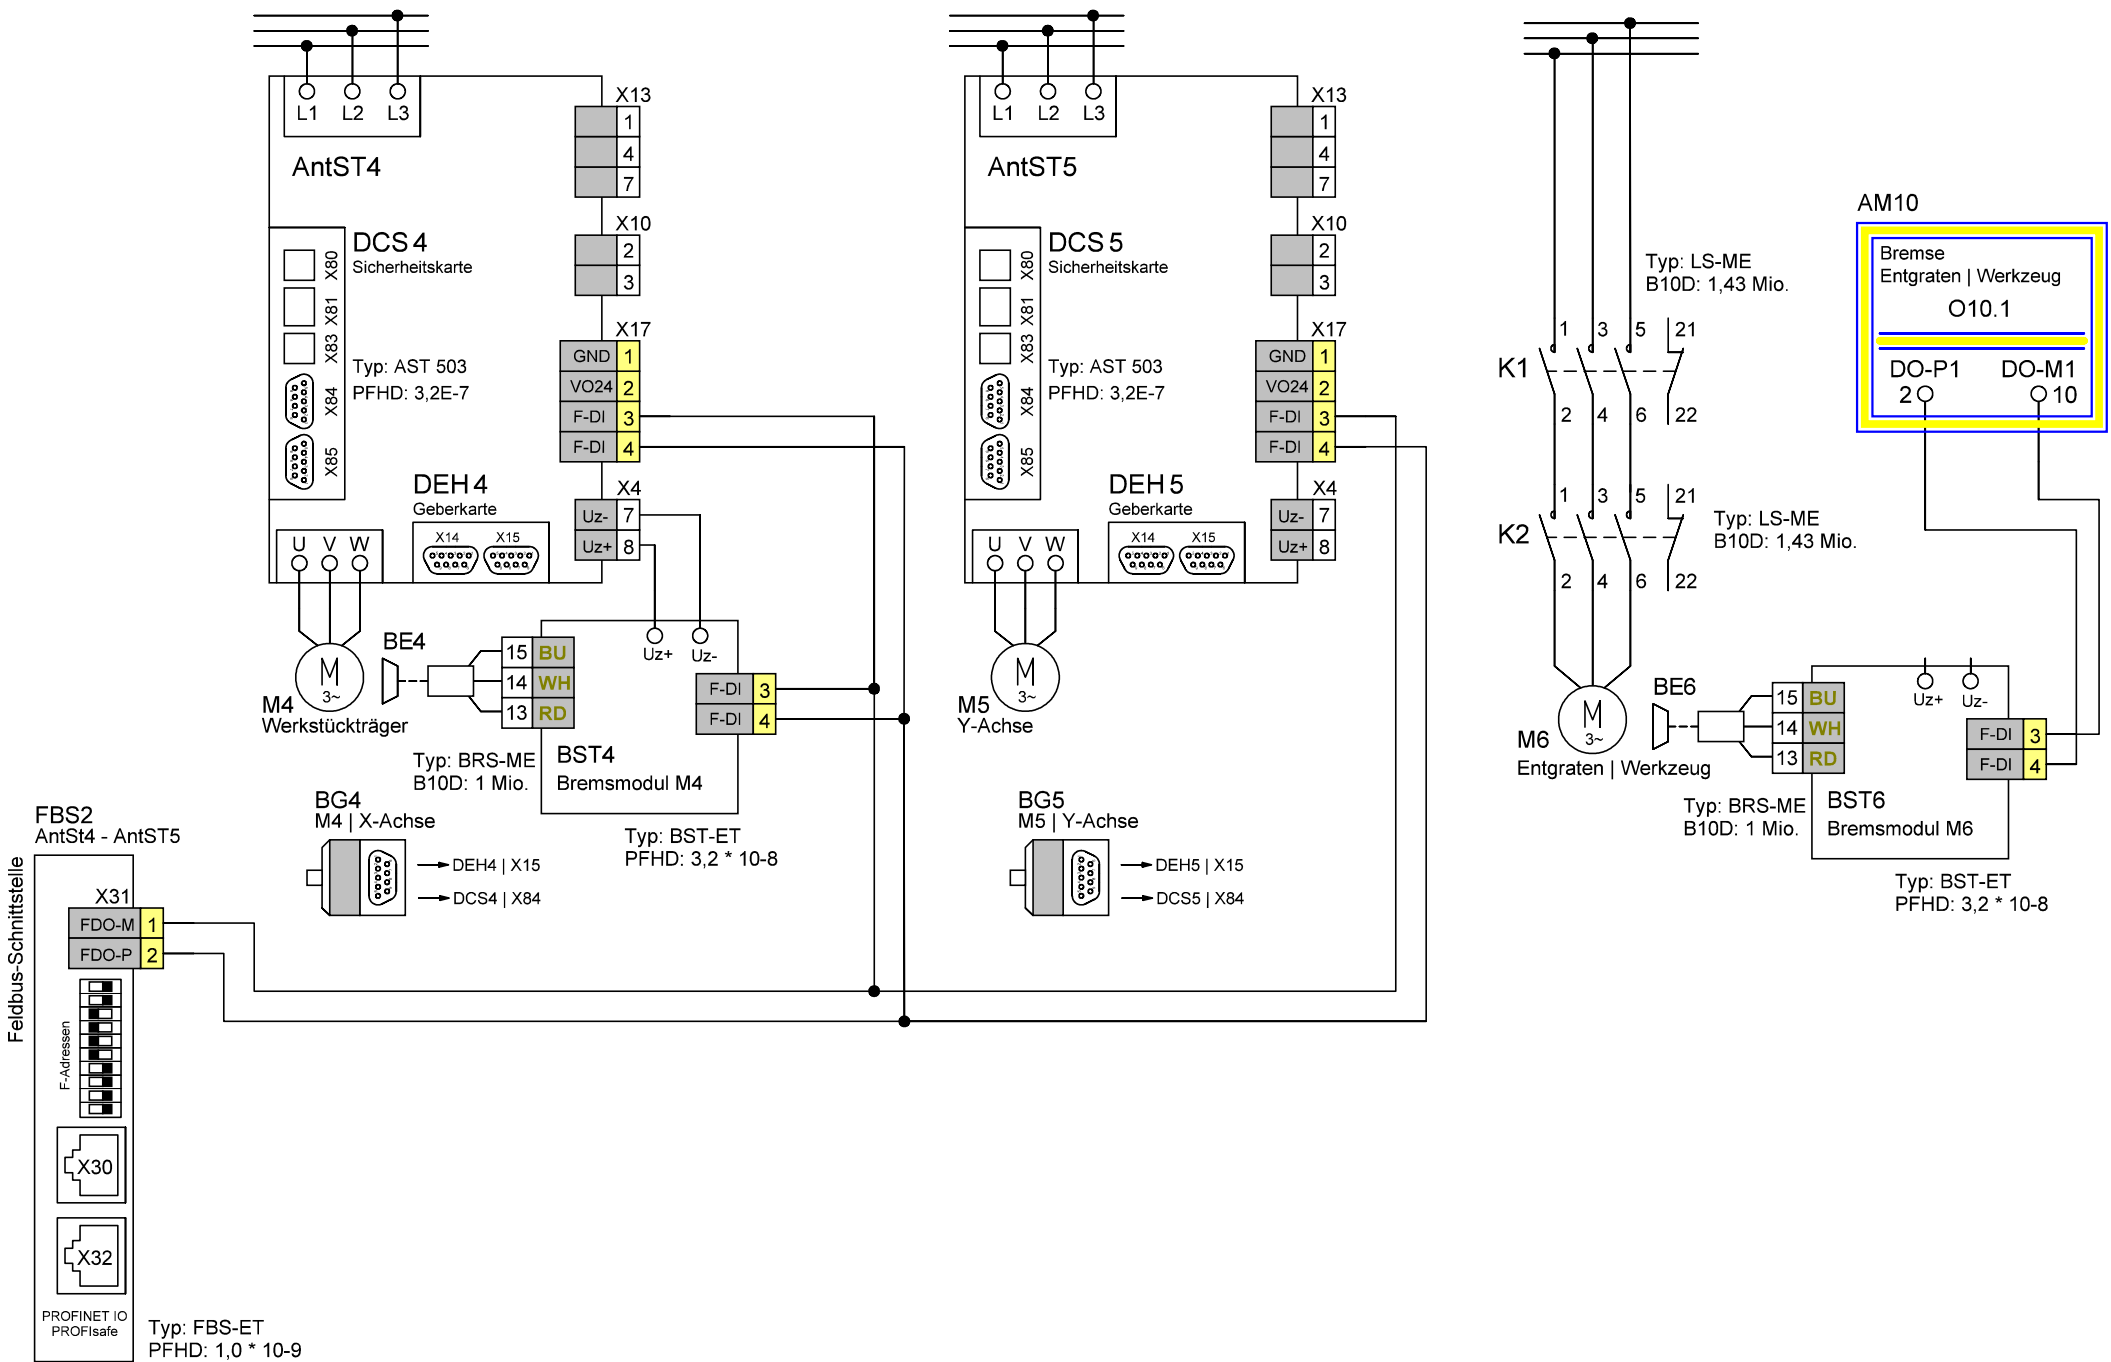 L1 L2 L3
AntST4
X13
1
4
7
X10
2
3
DCS 4
Sicherheitskarte
X80
X81
X83
X84
X85
Typ: AST 503
PFHD: 3,2E-7
X17
GND 1
VO24 2
F-DI 3
F-DI 4
DEH 4
Geberkarte
X14 X15
X4
Uz- 7
Uz+ 8
U V W
M
3~
M4
Werkstückträger
BE4
15 BU
14 WH
13 RD
Typ: BRS-ME
B10D: 1 Mio.
Uz+ Uz-
F-DI 3
F-DI 4
BST4
Bremsmodul M4
Typ: BST-ET
PFHD: 3,2 * 10-8
BG4
M4 | X-Achse
DEH4 | X15
DCS4 | X84
L1 L2 L3
AntST5
X13
1
4
7
X10
2
3
DCS 5
Sicherheitskarte
X80
X81
X83
X84
X85
Typ: AST 503
PFHD: 3,2E-7
X17
GND 1
VO24 2
F-DI 3
F-DI 4
DEH 5
Geberkarte
X14 X15
X4
Uz- 7
Uz+ 8
U V W
M
3~
M5
Y-Achse
BG5
M5 | Y-Achse
DEH5 | X15
DCS5 | X84
Typ: LS-ME
B10D: 1,43 Mio.
1 3 5 21
K1
2 4 6 22
1 3 5 21
K2
2 4 6 22
Typ: LS-ME
B10D: 1,43 Mio.
M
3~
M6
Entgraten | Werkzeug
BE6
15 BU
14 WH
13 RD
Typ: BRS-ME
B10D: 1 Mio.
Uz+ Uz-
F-DI 3
F-DI 4
BST6
Bremsmodul M6
Typ: BST-ET
PFHD: 3,2 * 10-8
AM10
Bremse
Entgraten | Werkzeug
O10.1
DO-P1 DO-M1
2 10
FBS2
AntSt4 - AntST5
Feldbus-Schnittstelle
X31
FDO-M 1
FDO-P 2
F-Adressen
X30
X32
PROFINET IO
PROFIsafe
Typ: FBS-ET
PFHD: 1,0 * 10-9